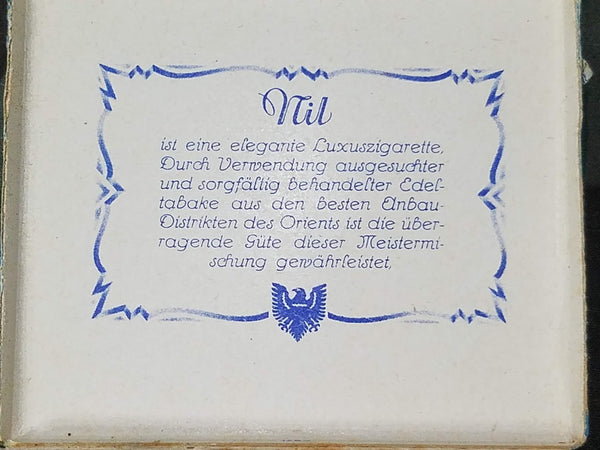 Nil
ist eine elegante Luxuszigarette.
Durch Verwendung ausgesuchter
und sorgfältig behandelter Edel-
tabake aus den besten Anbau-
Distrikten des Orients ist die über-
ragende Güte dieser Meistermi-
schung gewährleistet.